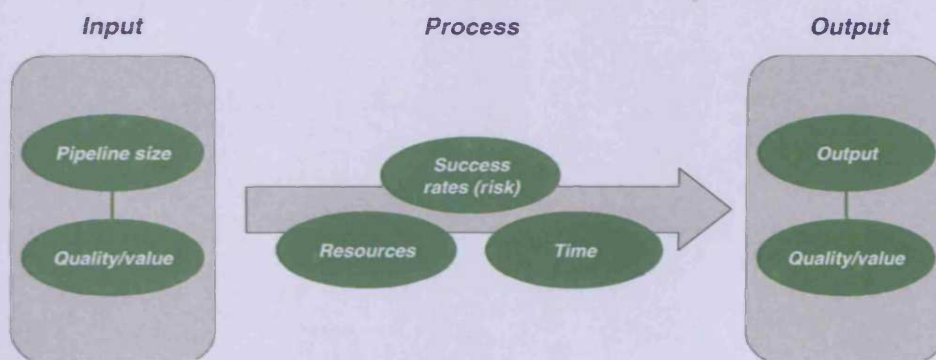 Input
Process
Output
Pipeline size
Quality/value
Success
rates (risk)
Resources
Time
Output
Quality/value